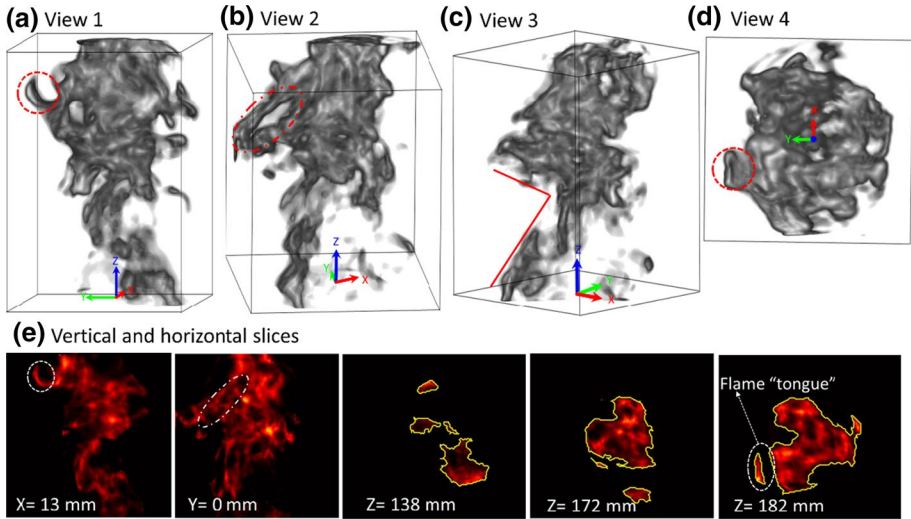 (a) View 1
(b) View 2
(c) View 3
(d) View 4
Z
Y
X
Z
Y
X
Z
Y
X
X
Y
(e) Vertical and horizontal slices
Flame "tongue"
X= 13 mm
Y= 0 mm
Z= 138 mm
Z= 172 mm
Z= 182 mm